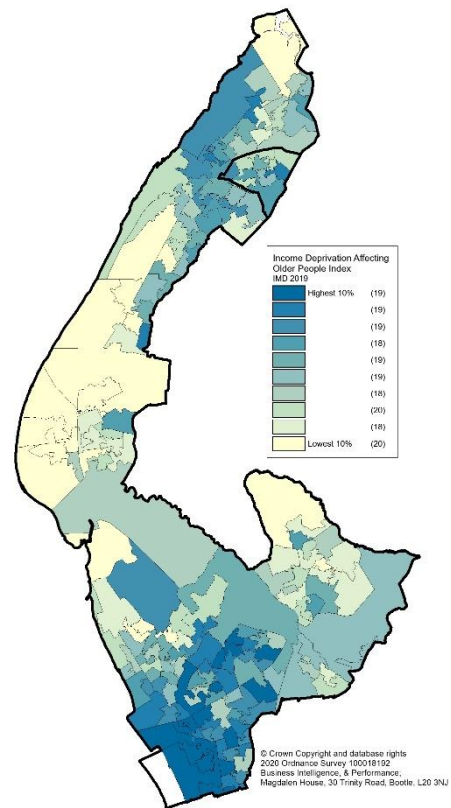 Income Deprivation Affecting
Older People Index
IMD 2019
Highest 10% (19)
(19)
(19)
(18)
(19)
(19)
(18)
(20)
(18)
Lowest 10% (20)
© Crown Copyright and database rights
2020 Ordnance Survey 100018192
Business Intelligence, & Performance,
Magdalen House, 30 Trinity Road, Bootle. L20 3NJ